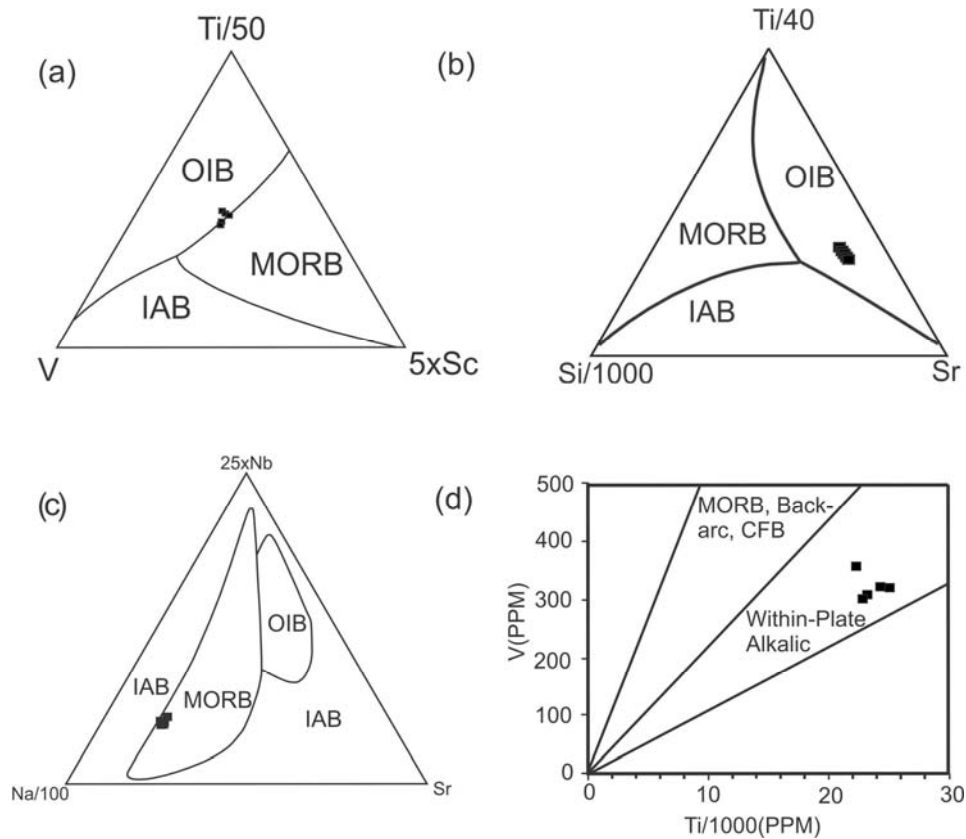 (a)
Ti/50
OIB
MORB
IAB
V
5xSc
(b)
Ti/40
OIB
MORB
IAB
Si/1000
Sr
(c)
25xNb
OIB
IAB
MORB
IAB
Na/100
Sr
(d)
500
400
300
200
100
0
V(PPM)
MORB, Back-
arc, CFB
Within-Plate
Alkalic
0
10
20
30
Ti/1000(PPM)